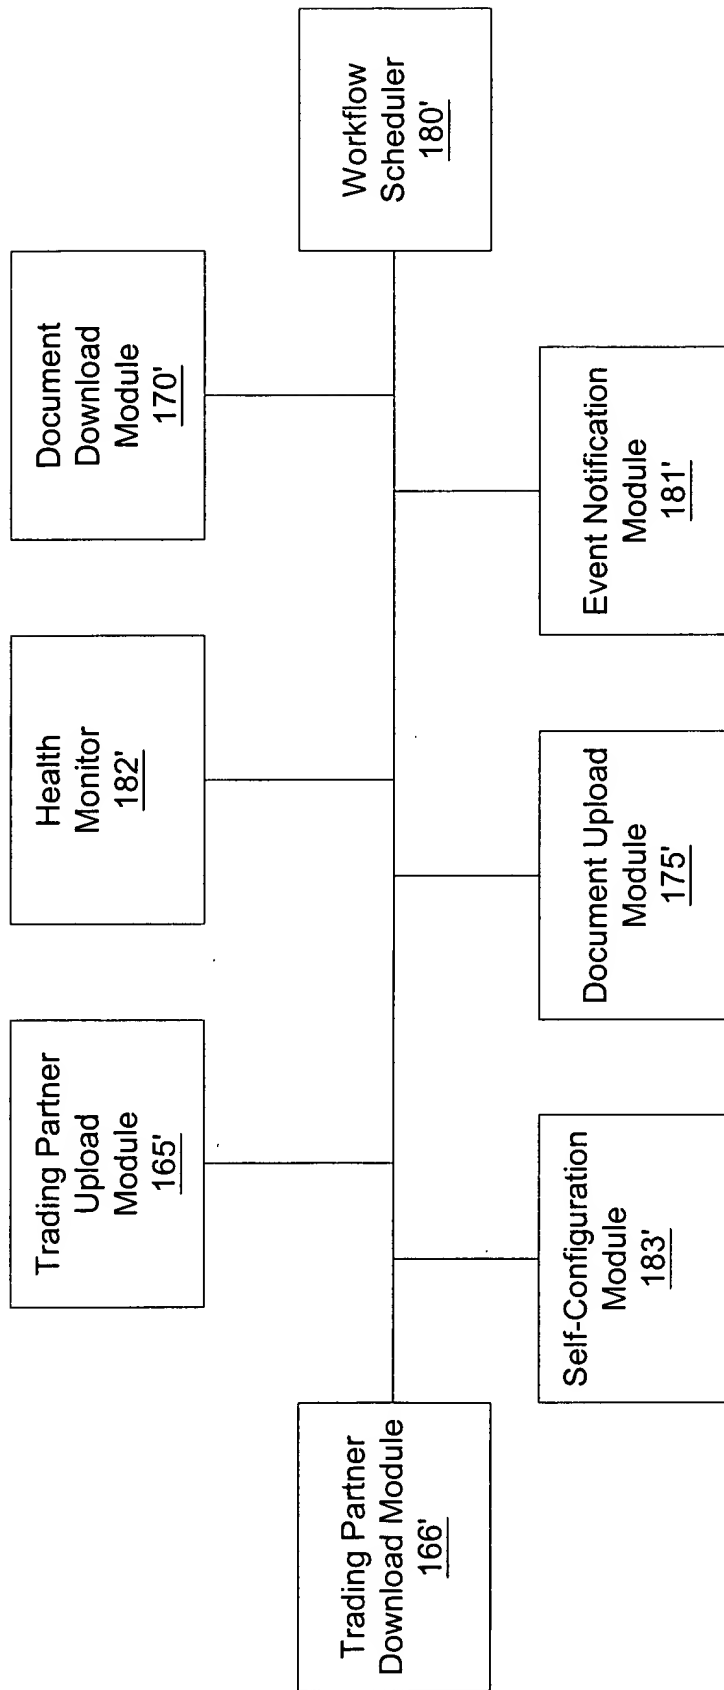 Trading Partner
Upload
Module
165'
Health
Monitor
182'
Document
Download
Module
170'
Trading Partner
Download Module
166'
Workflow
Scheduler
180'
Self-Configuration
Module
183'
Document Upload
Module
175'
Event Notification
Module
181'